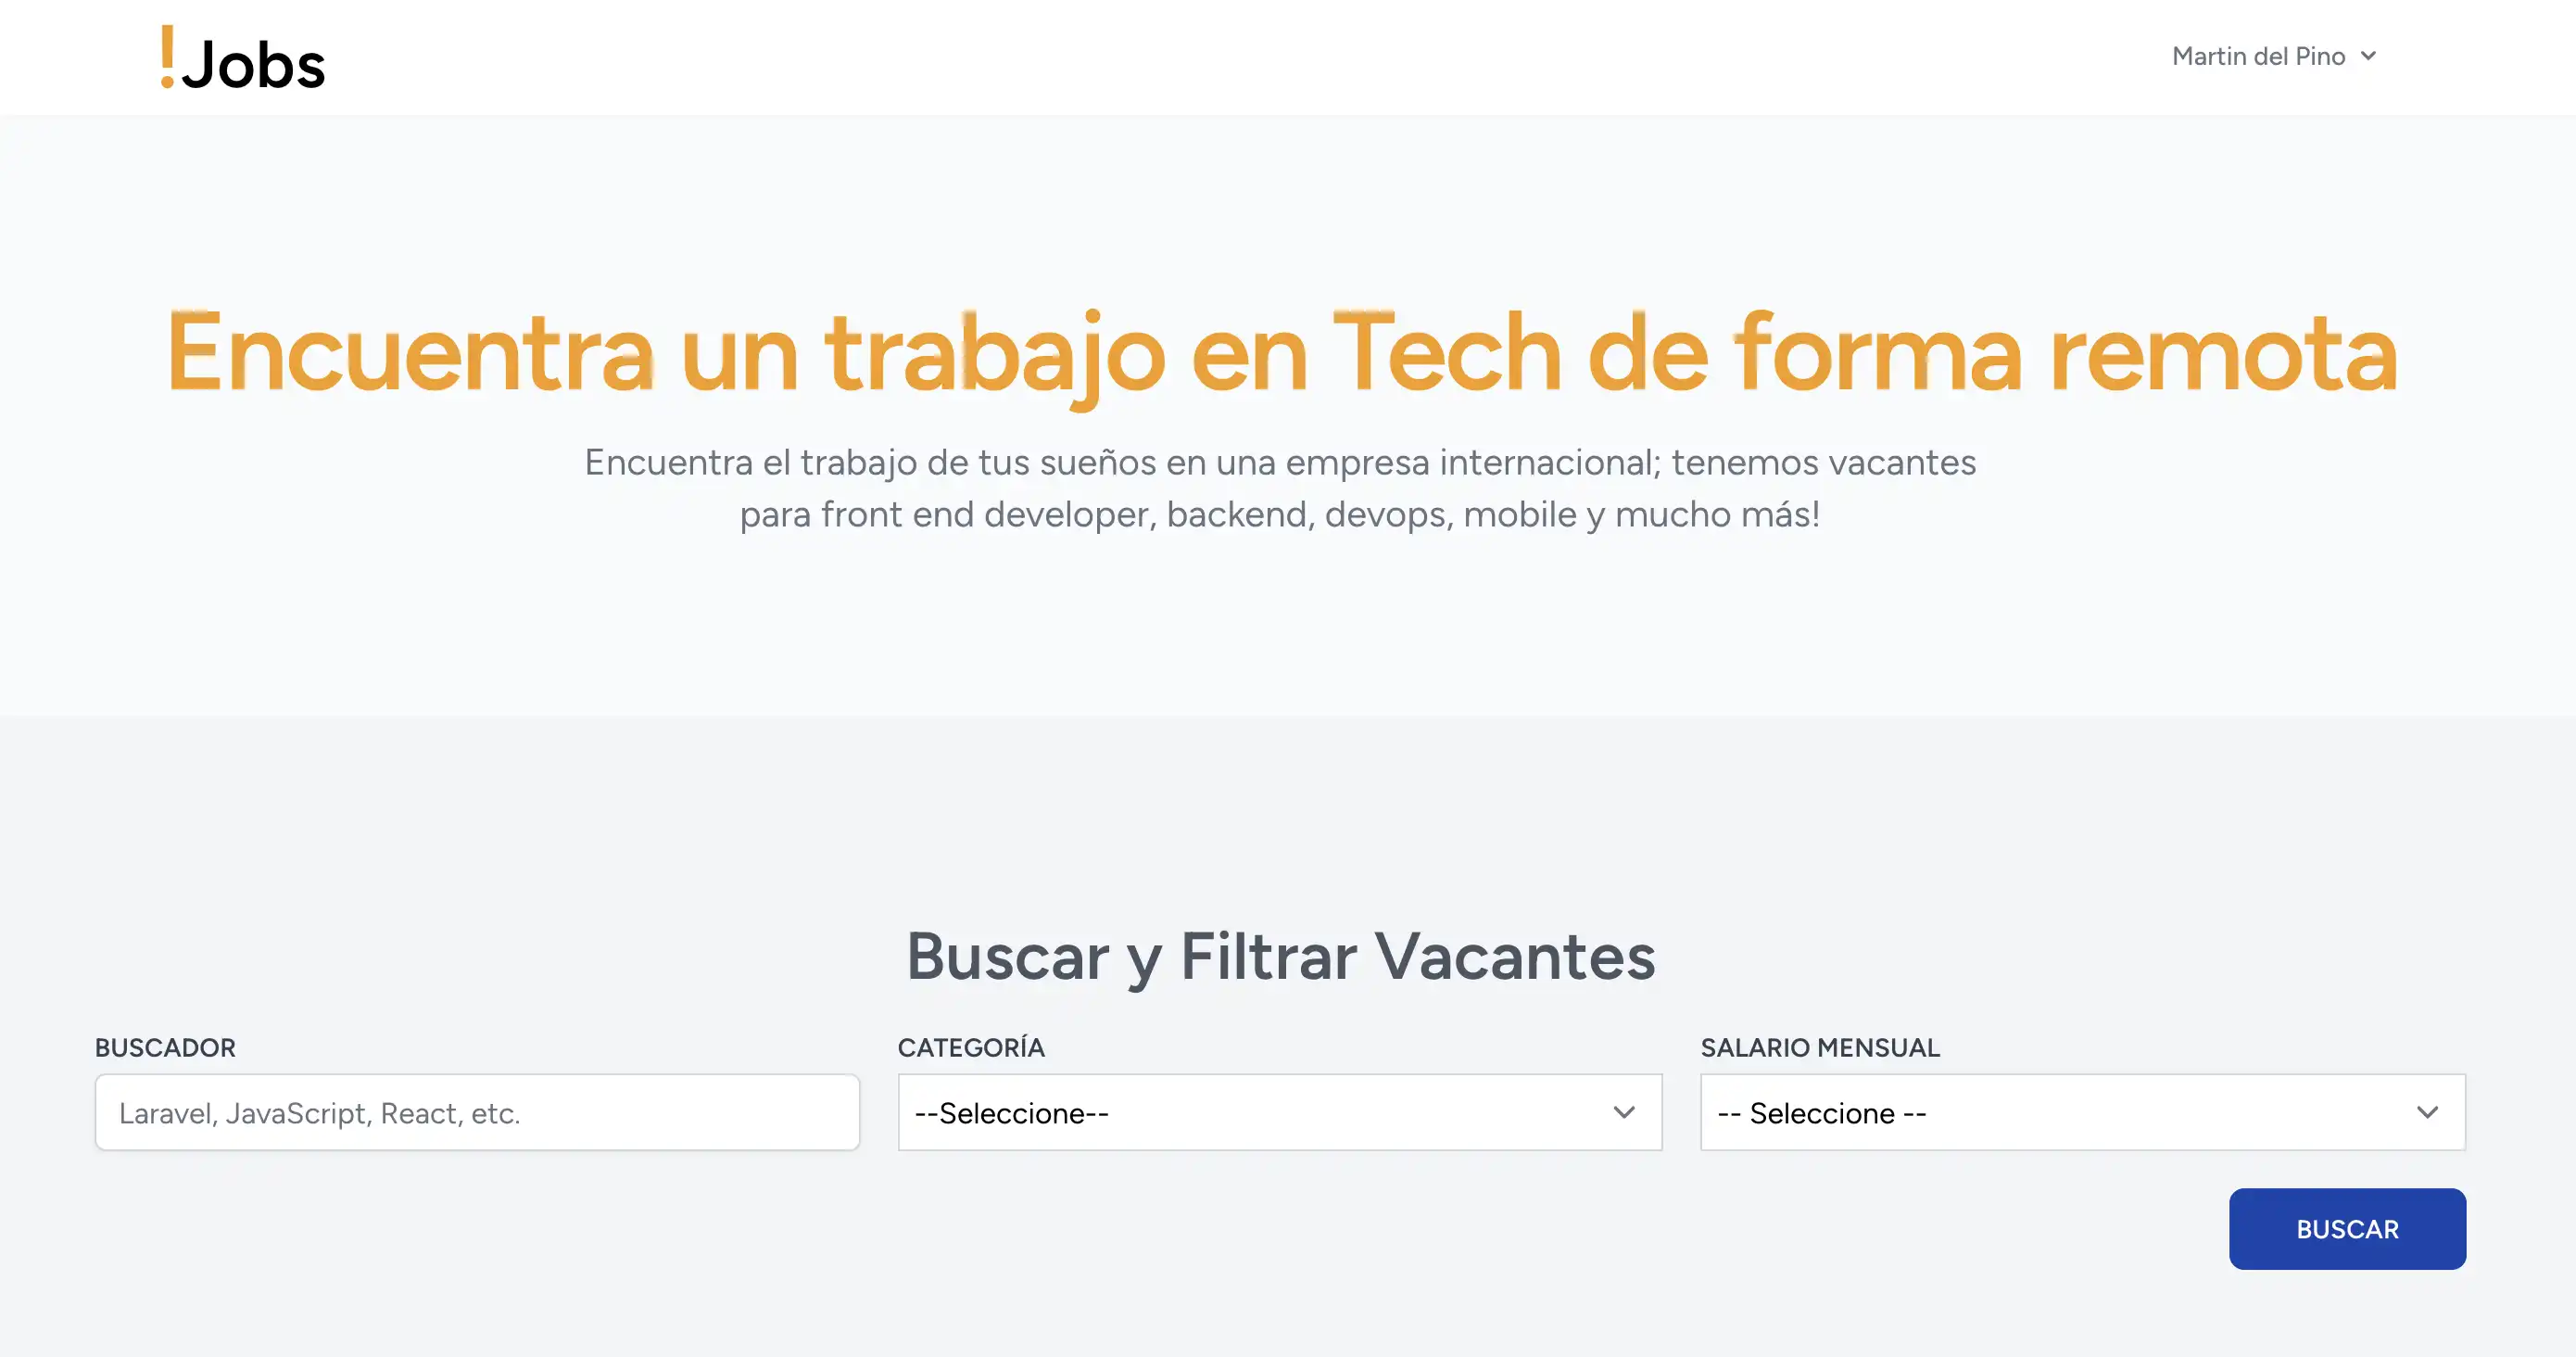 !Jobs
Martin del Pino
Encuentra un trabajo en Tech de forma remota
Encuentra el trabajo de tus sueños en una empresa internacional; tenemos vacantes
para front end developer, backend, devops, mobile y mucho más!
Buscar y Filtrar Vacantes
BUSCADOR
CATEGORÍA
SALARIO MENSUAL
Laravel, JavaScript, React, etc.
--Seleccione--
-- Seleccione --
BUSCAR